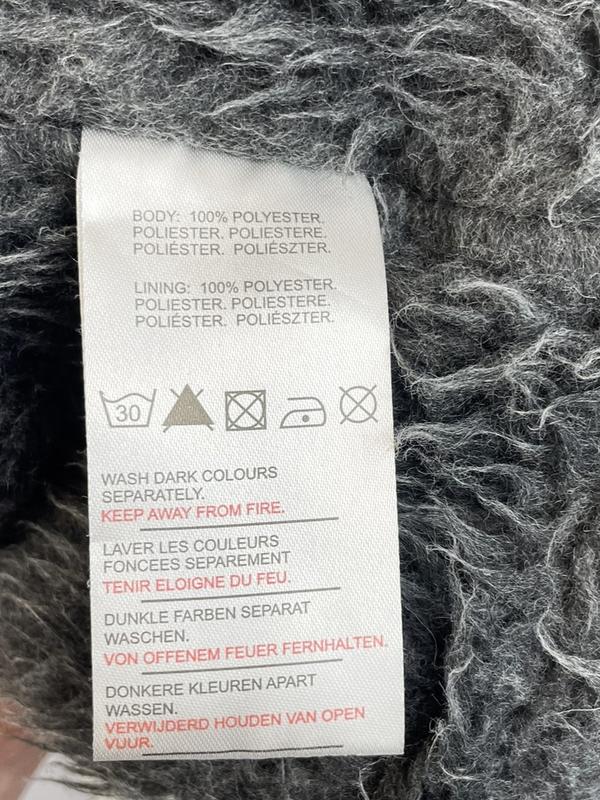 BODY: 100% POLYESTER.
POLIESTER. POLIESTERE.
POLIÉSTER. POLIÉSZTER.
LINING: 100% POLYESTER.
POLIESTER. POLIESTERE.
POLIÉSTER. POLIÉSZTER.
30
WASH DARK COLOURS
SEPARATELY.
KEEP AWAY FROM FIRE.
LAVER LES COULEURS
FONCEES SEPAREMENT
TENIR ELOIGNE DU FEU.
DUNKLE FARBEN SEPARAT
WASCHEN.
VON OFFENEM FEUER FERNHALTEN.
DONKERE KLEUREN APART
WASSEN.
VERWIJDERD HOUDEN VAN OPEN
VUUR.